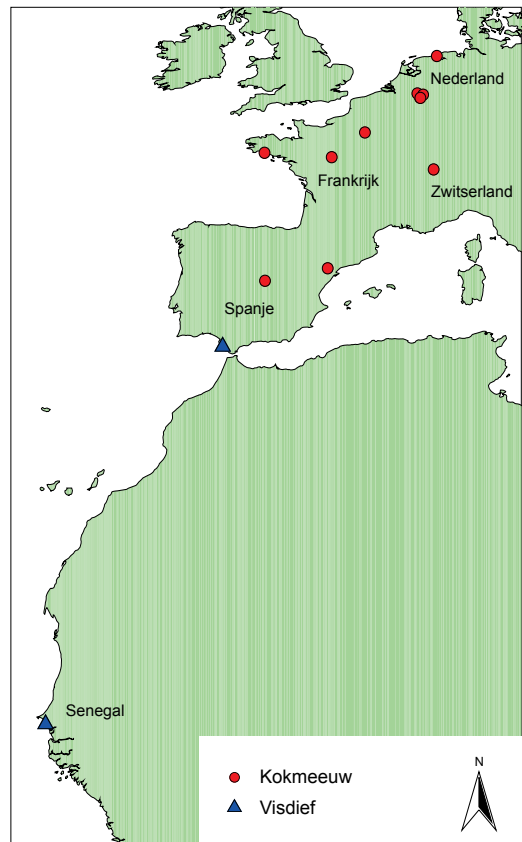 Nederland
Frankrijk
Zwitserland
Spanje
Senegal
N
Kokmeeuw
Visdief